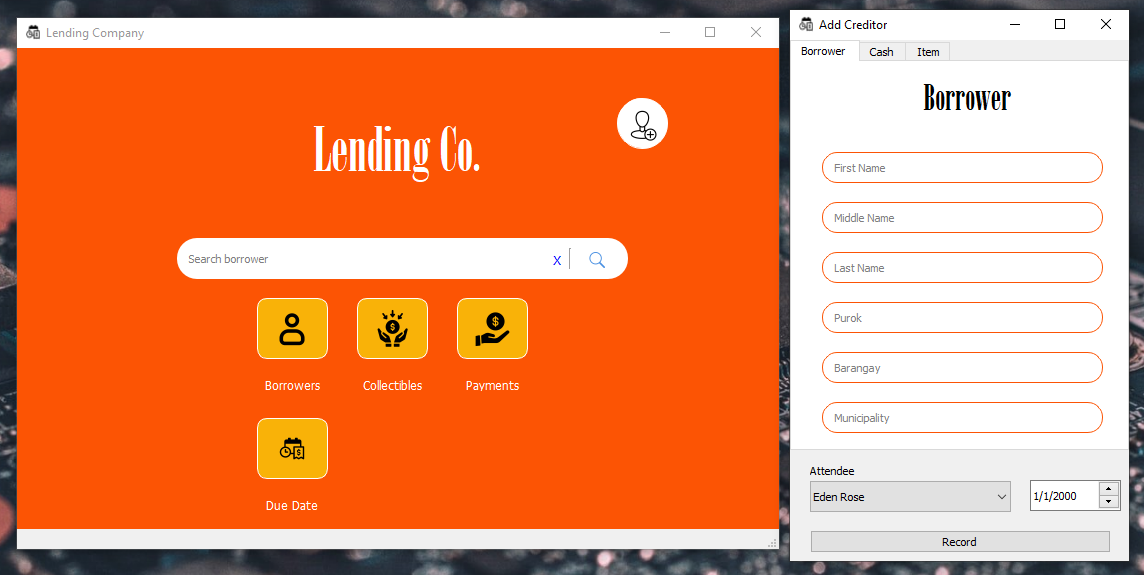 Lending Company
Lending Co.
Search borrower
X
Borrowers
Collectibles
Payments
Due Date
Add Creditor
Borrower
Cash
Item
Borrower
First Name
Middle Name
Last Name
Purok
Barangay
Municipality
Attendee
Eden Rose
1/1/2000
Record